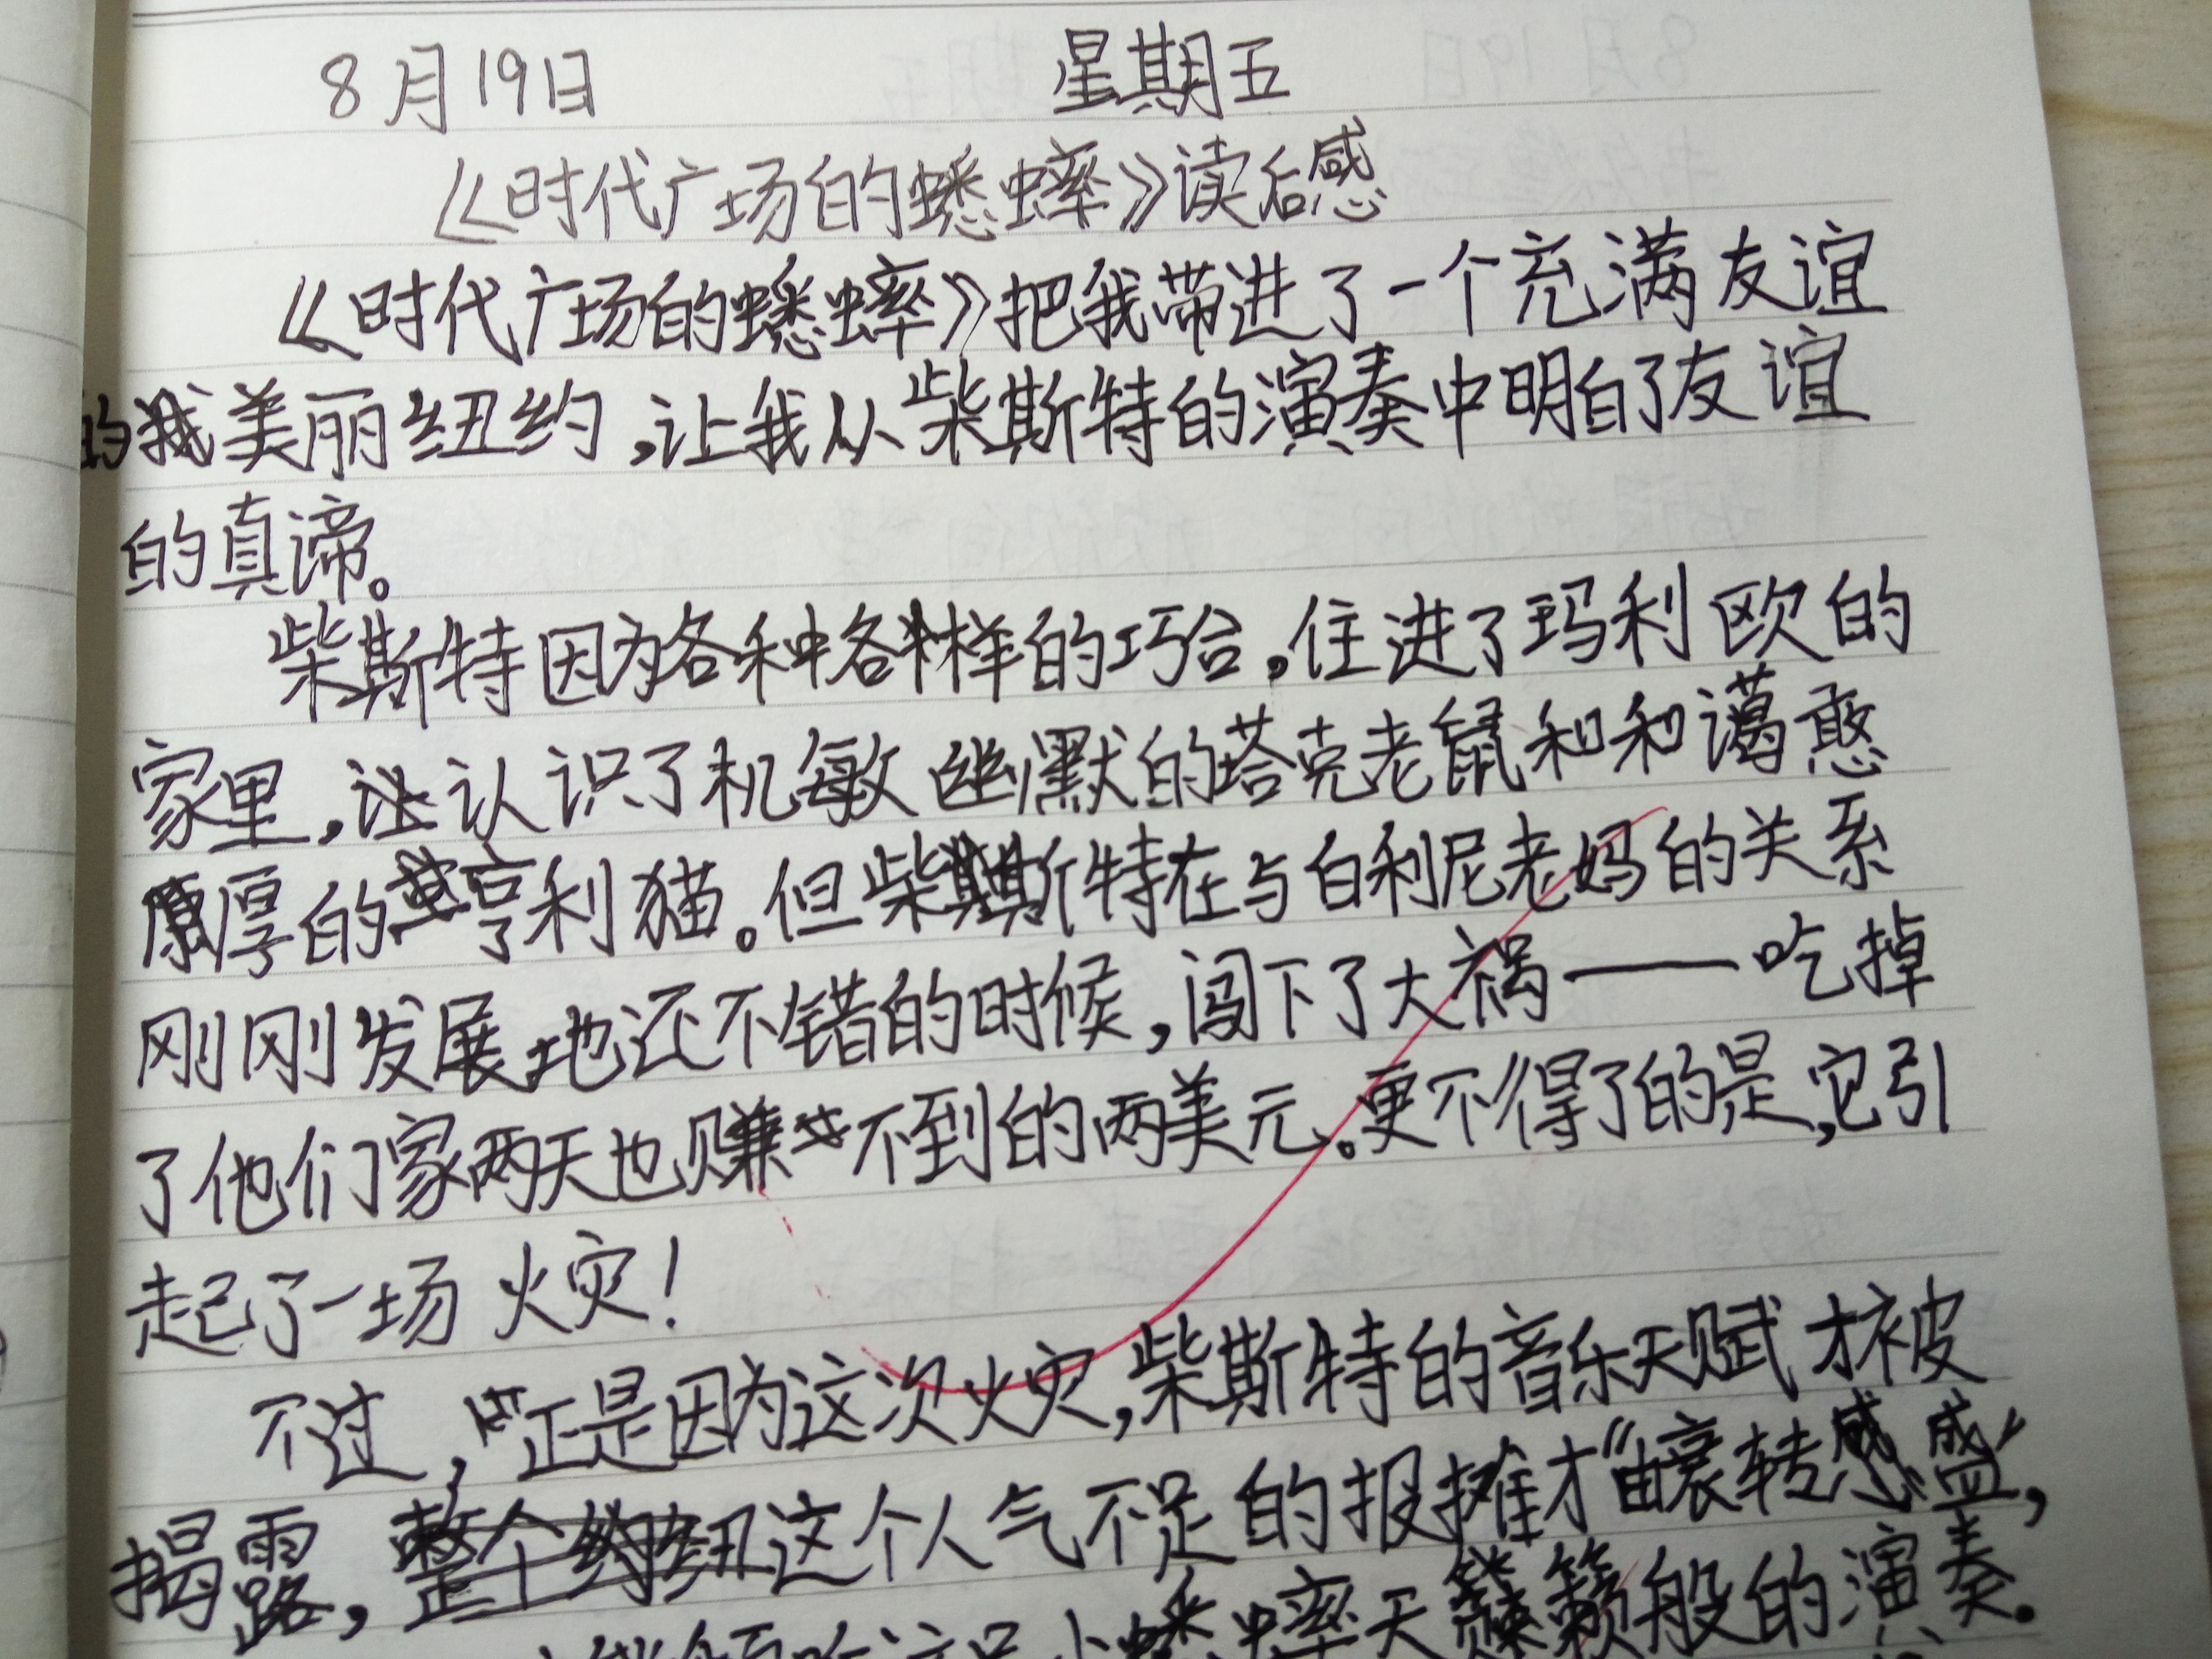 8月19日 星期五
《时代广场的蟋蟀》读后感
《时代广场的蟋蟀》把我带进了一个充满友谊
的美丽纽约,让我从柴斯特的演奏中明白了友谊
的真谛。
柴斯特因为各种各样的巧合,住进了玛利欧的
家里,认识了机敏幽默的塔克老鼠和和蔼憨
厚的亨利猫。但柴斯特在与白利尼老妈的关系
刚刚发展地还不错的时候,闯下了大祸——吃掉
了他们家两天也赚不到的两美元。更不得了的是,它引
起了一场火灾!
不过,正是因为这次火灾,柴斯特的音乐天赋才被
揭露,这个人气不足的报摊才“衰转盛”,
这只小蟋蟀天籁般的演奏。